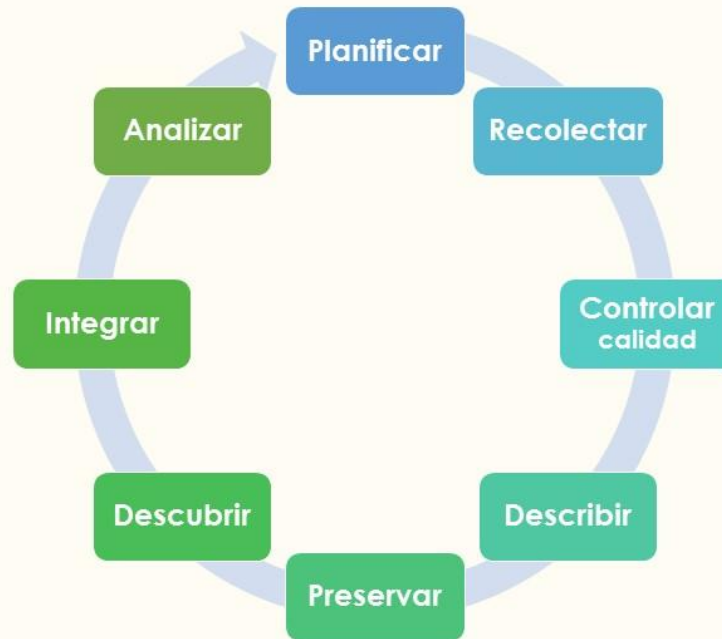 Planificar
Recolectar
Controlar
calidad
Describir
Preservar
Descubrir
Integrar
Analizar